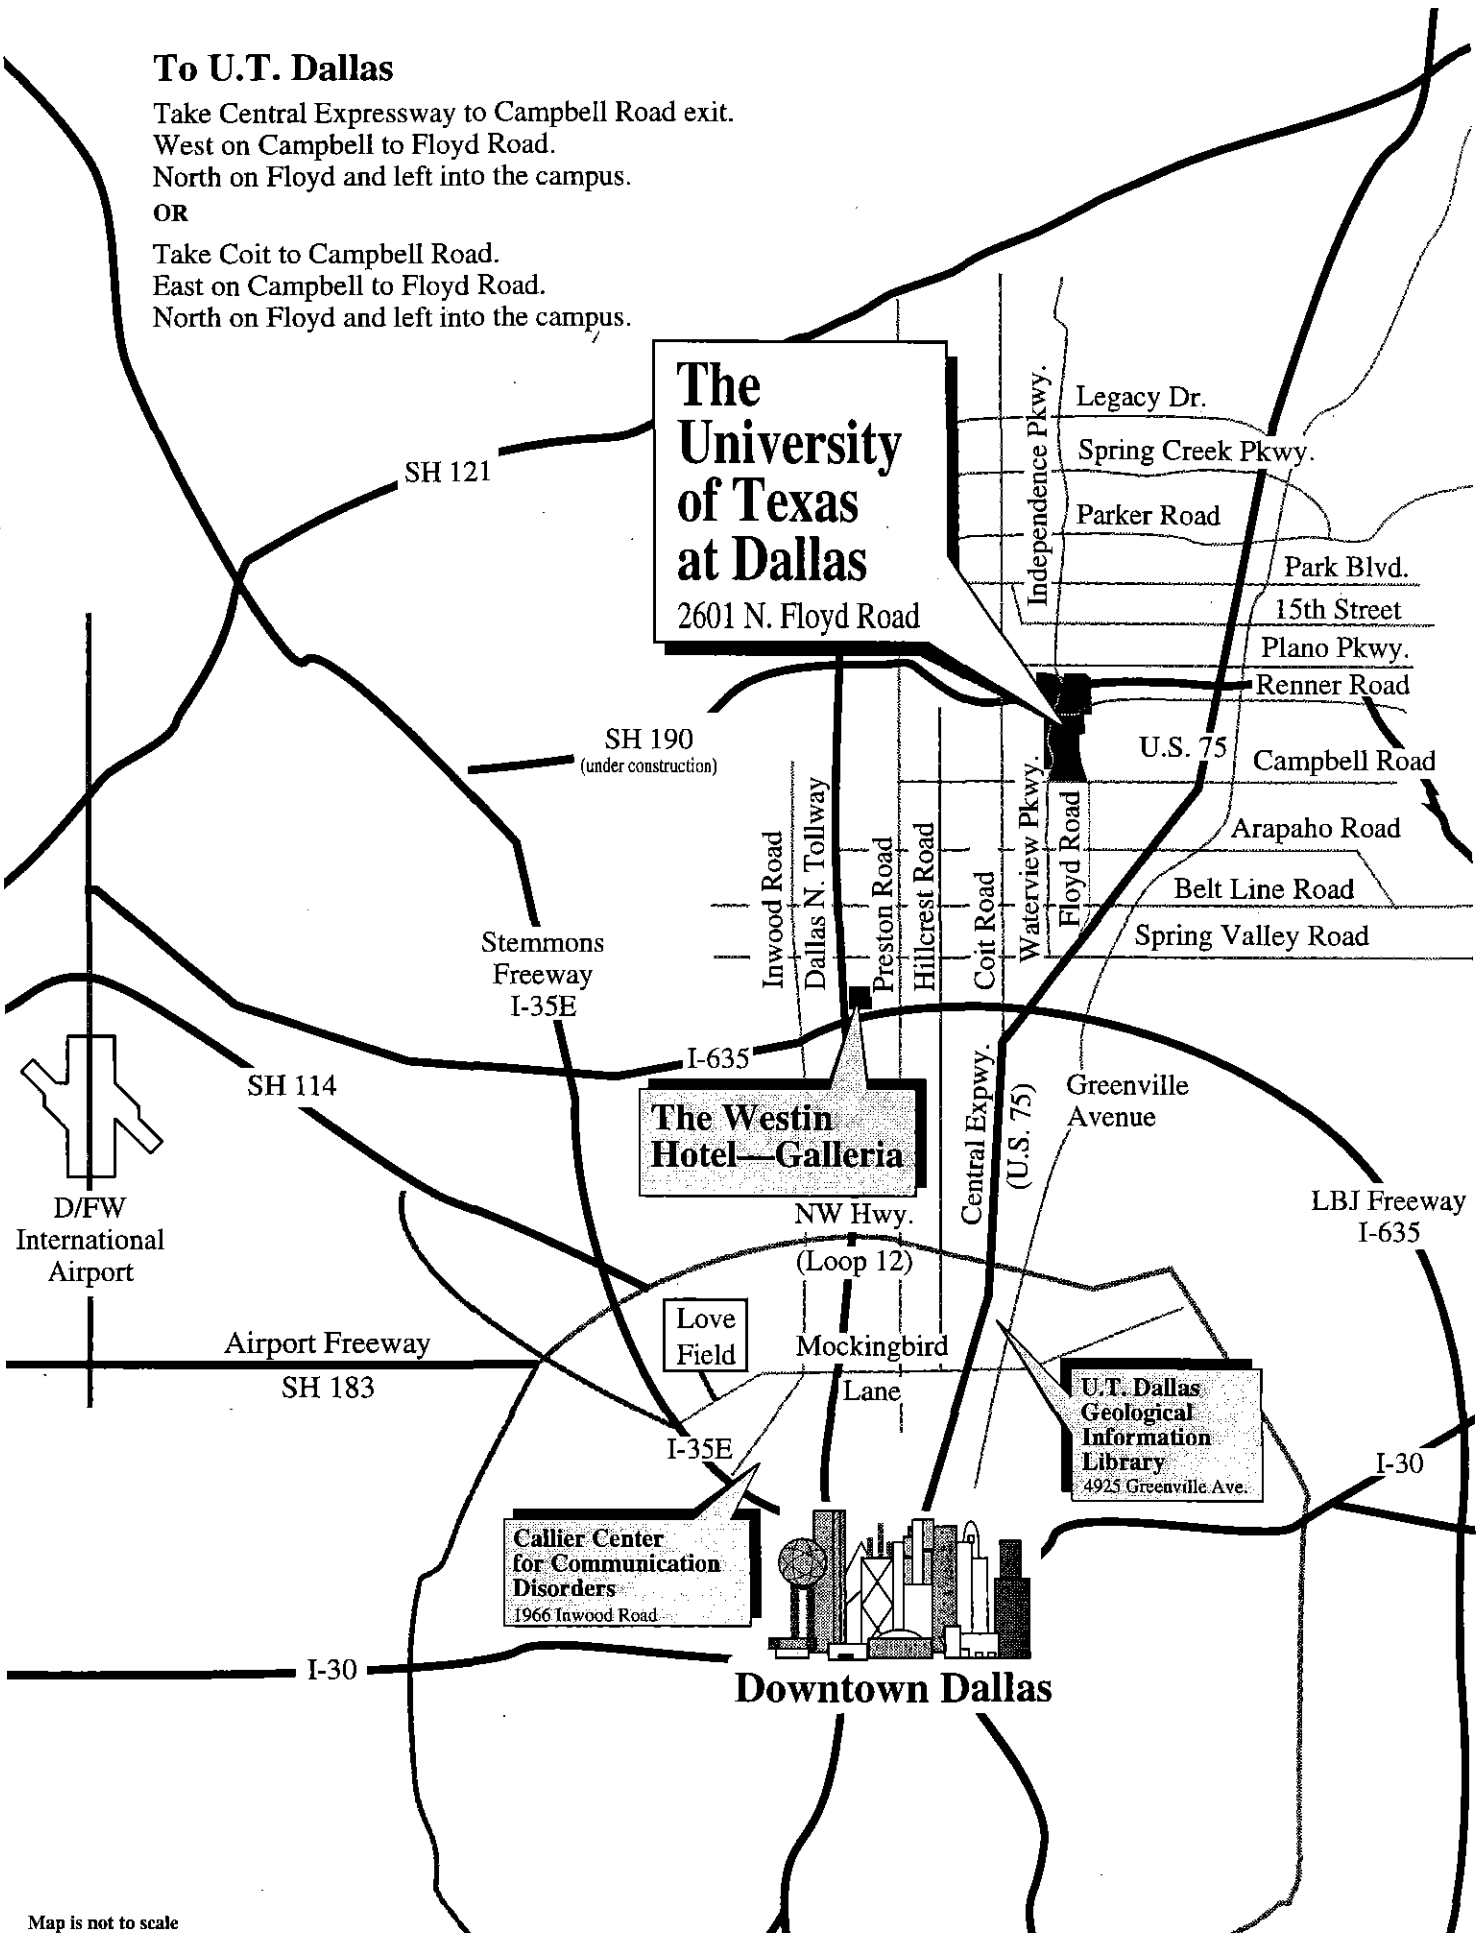 To U.T. Dallas
Take Central Expressway to Campbell Road exit.
West on Campbell to Floyd Road.
North on Floyd and left into the campus.
OR
Take Coit to Campbell Road.
East on Campbell to Floyd Road.
North on Floyd and left into the campus.
The
University
of Texas
at Dallas
2601 N. Floyd Road
Independence Pkwy.
Legacy Dr.
Spring Creek Pkwy.
Parker Road
Park Blvd.
15th Street
Plano Pkwy.
Renner Road
SH 121
SH 190
(under construction)
U.S. 75
Campbell Road
Arapaho Road
Belt Line Road
Spring Valley Road
Inwood Road
Dallas N. Tollway
Preston Road
Hillcrest Road
Coit Road
Waterview Pkwy.
Floyd Road
Stemmons
Freeway
I-35E
I-635
SH 114
The Westin
Hotel—Galleria
Central Expwy.
(U.S. 75)
Greenville
Avenue
D/FW
International
Airport
LBJ Freeway
I-635
NW Hwy.
(Loop 12)
Love
Field
Mockingbird
Lane
Airport Freeway
SH 183
U.T. Dallas
Geological
Information
Library
4925 Greenville Ave.
I-35E
I-30
Callier Center
for Communication
Disorders
1966 Inwood Road
I-30
Downtown Dallas
Map is not to scale